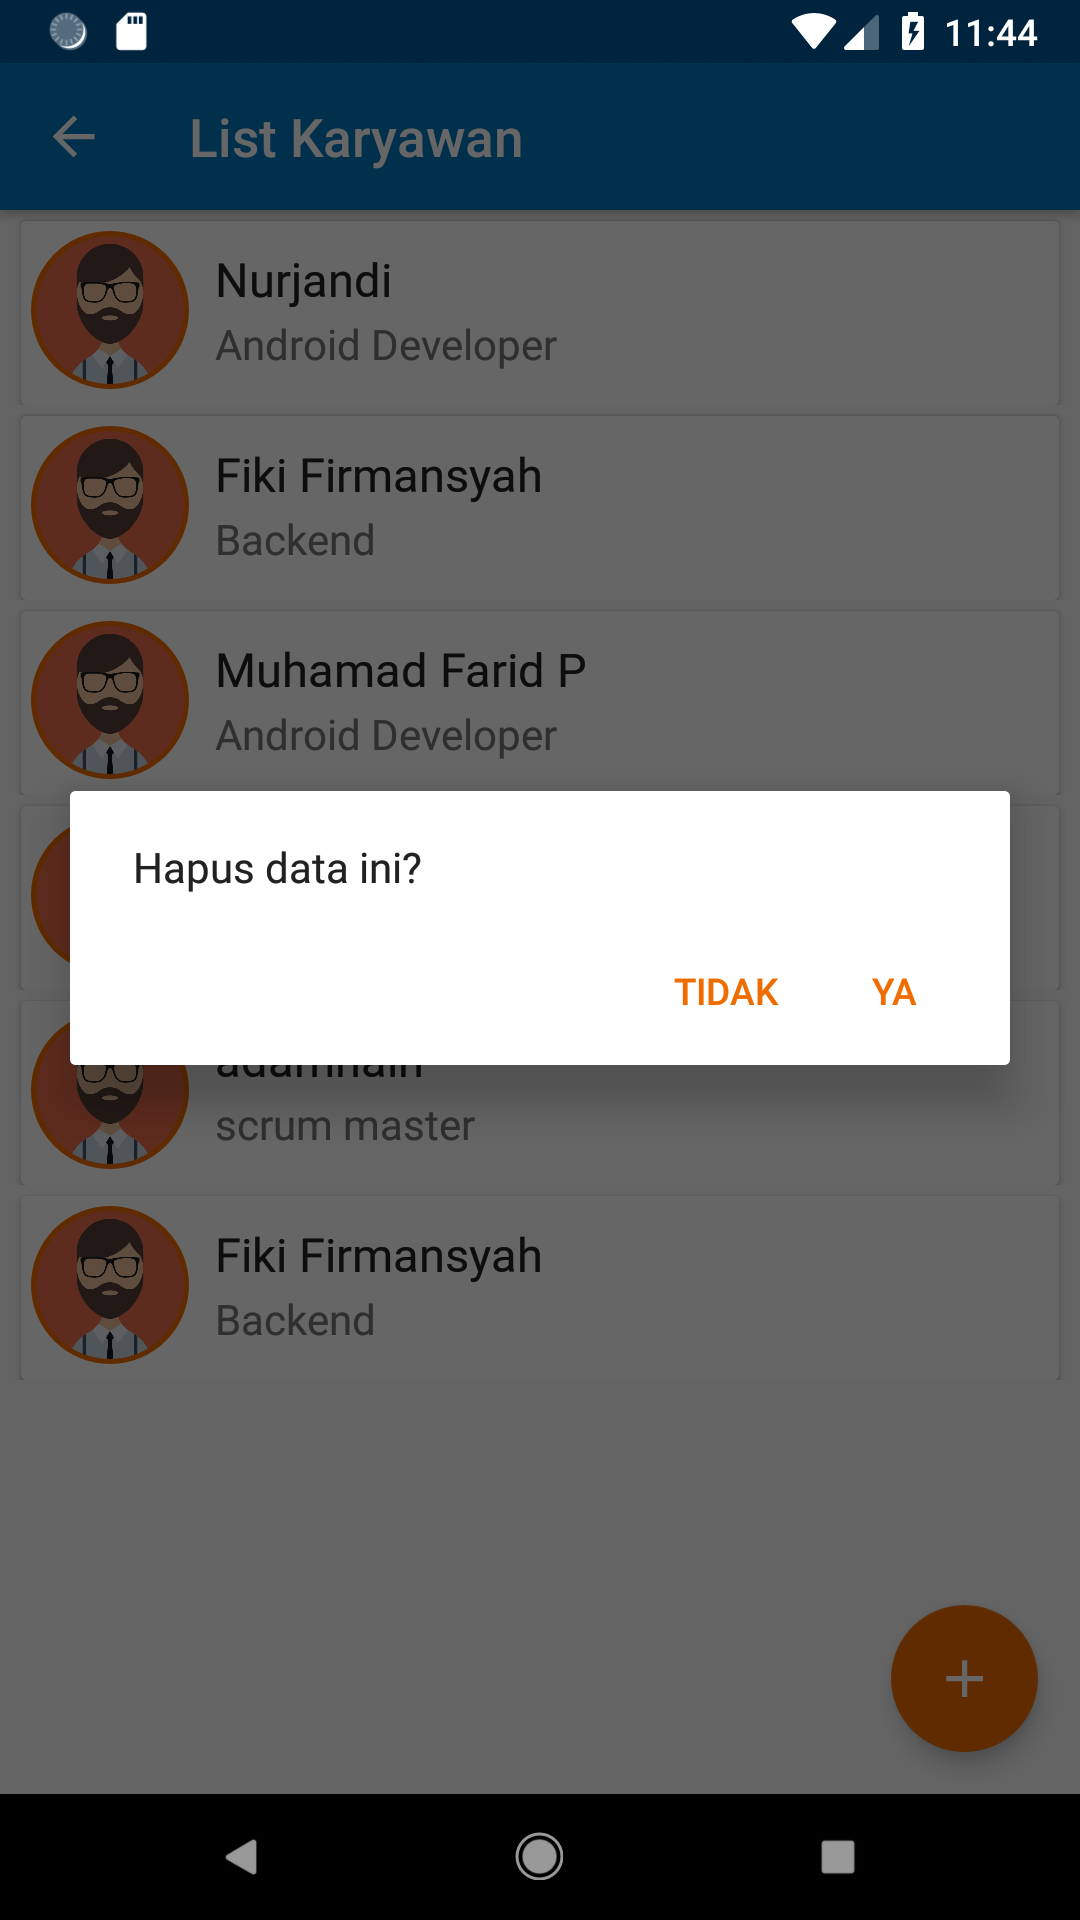 11:44
List Karyawan
Nurjandi
Android Developer
Fiki Firmansyah
Backend
Muhamad Farid P
Android Developer
Hapus data ini?
TIDAK YA
scrum master
Fiki Firmansyah
Backend